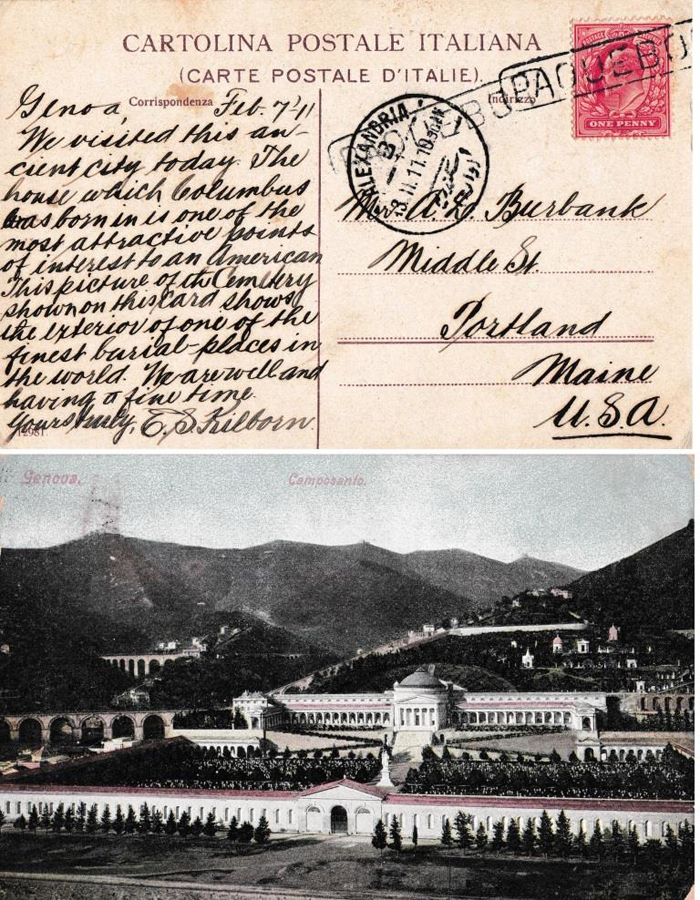 CARTOLINA POSTALE ITALIANA
(CARTE POSTALE D'ITALIE).
Corrispondenza
Indirizzo
Genoa, Feb. 7 '11
We visited this an-
cient city today. The
house which Columbus
was born in is one of the
most attractive points
of interest to an American
This picture of the Cemetery
shown on this card shows
the exterior of one of the
finest burial-places in
the world. We are well and
having a fine time.
Yours truly, E. S. Kilborn.
12981
PAQUEBO
ALEXANDRIA
ONE PENNY
Burbank
Middle St.
Portland
Maine
U.S.A.
Genova.
Camposanto.